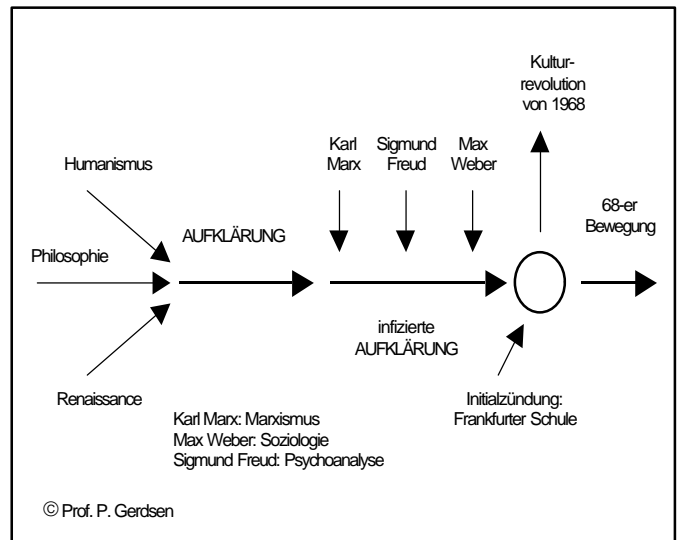 Kultur-
revolution
von 1968
Karl
Marx
Sigmund
Freud
Max
Weber
Humanismus
68-er
Bewegung
AUFKLÄRUNG
Philosophie
infizierte
AUFKLÄRUNG
Renaissance
Initialzündung:
Frankfurter Schule
Karl Marx: Marxismus
Max Weber: Soziologie
Sigmund Freud: Psychoanalyse
© Prof. P. Gerdsen